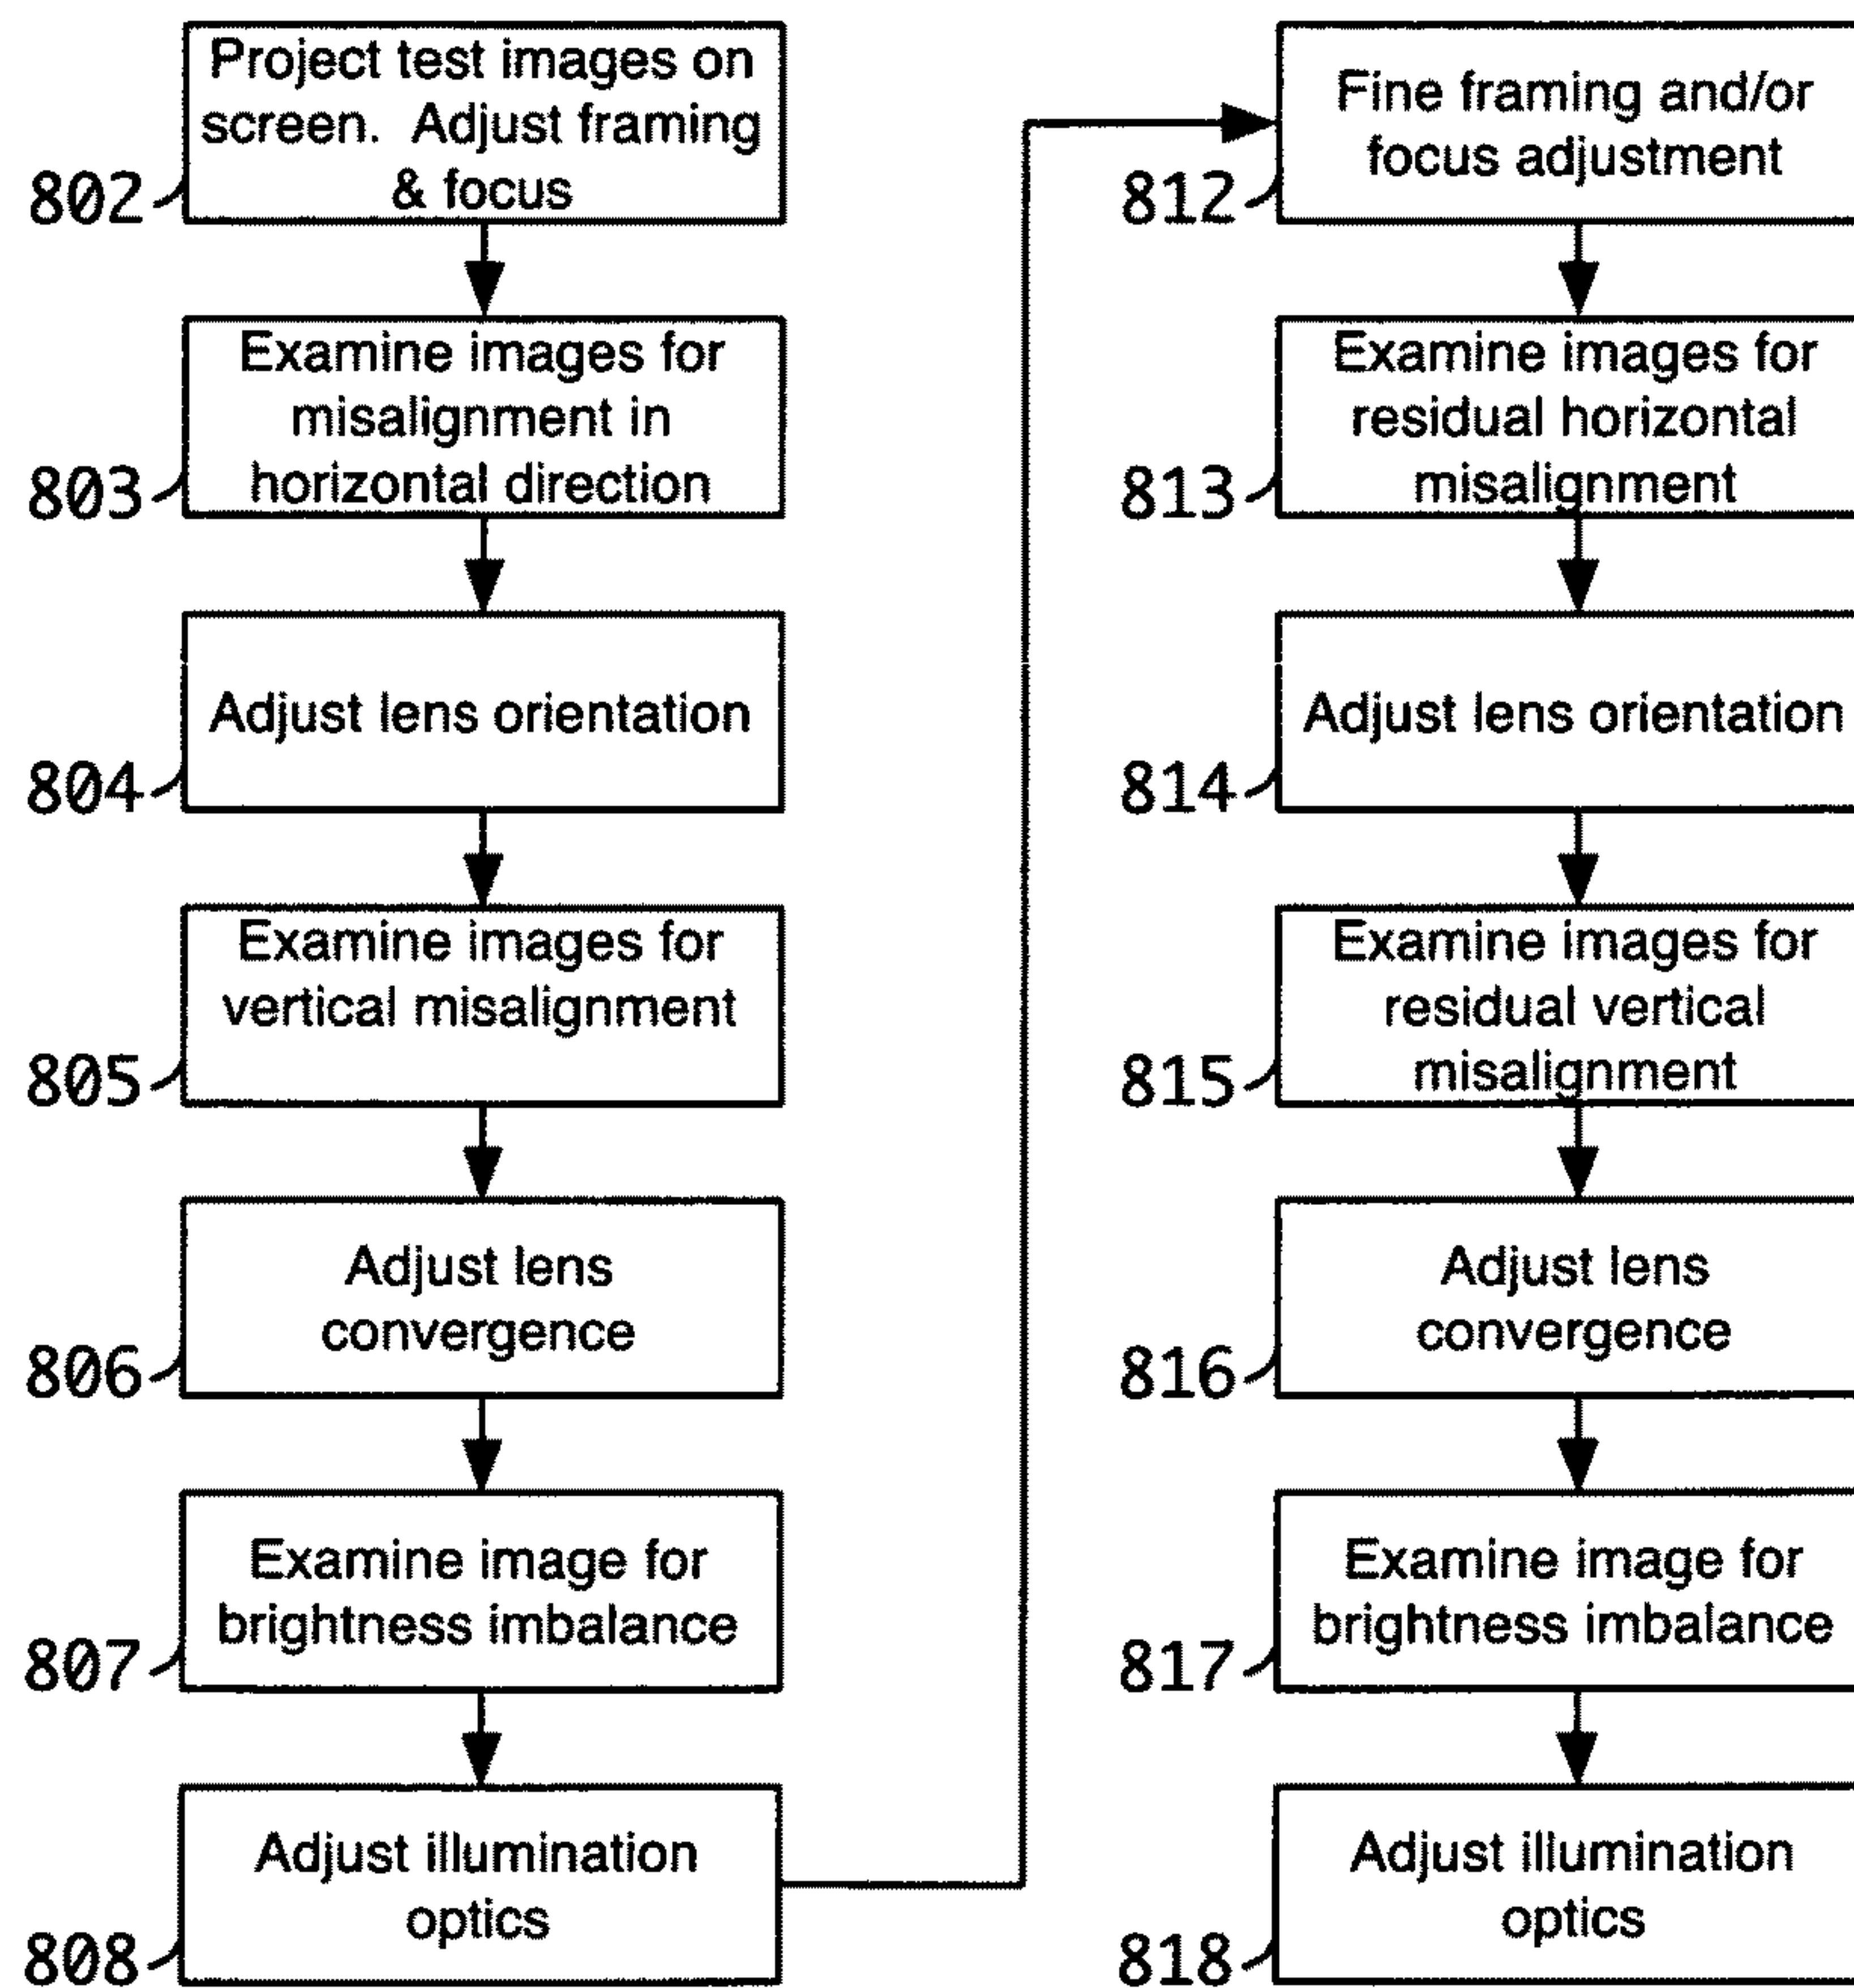 Project test images on
screen. Adjust framing
& focus
802
Examine images for
misalignment in
horizontal direction
803
Adjust lens orientation
804
Examine images for
vertical misalignment
805
Adjust lens
convergence
806
Examine image for
brightness imbalance
807
Adjust illumination
optics
808
Fine framing and/or
focus adjustment
812
Examine images for
residual horizontal
misalignment
813
Adjust lens orientation
814
Examine images for
residual vertical
misalignment
815
Adjust lens
convergence
816
Examine image for
brightness imbalance
817
Adjust illumination
optics
818